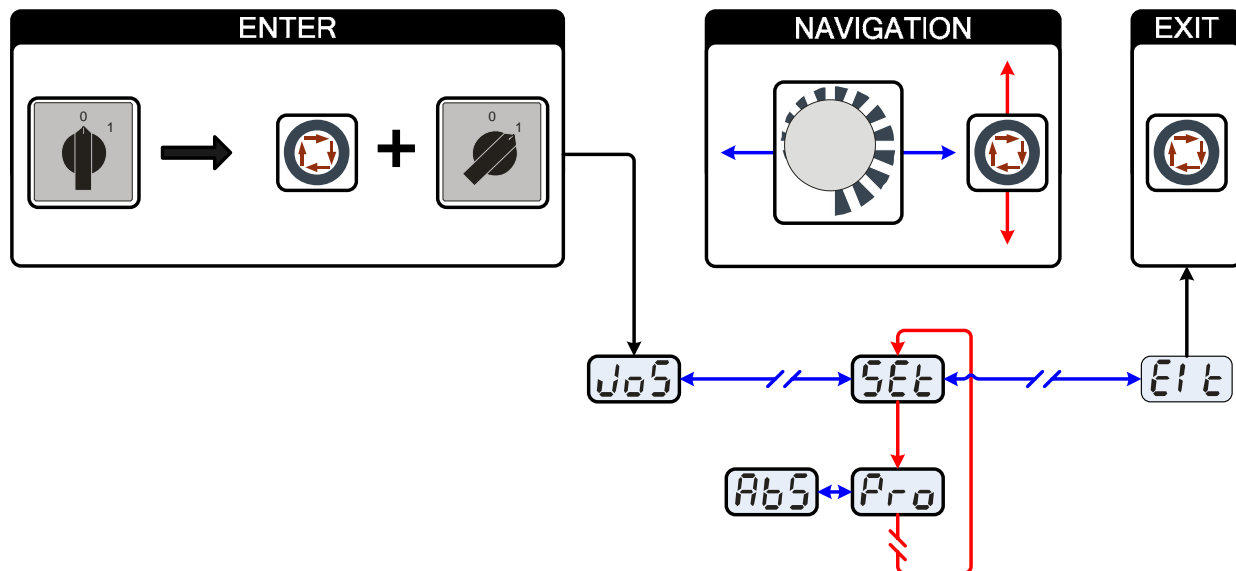 ENTER
NAVIGATION
EXIT
0
1
0
1
JoS
SEt
EIt
AbS
Pro